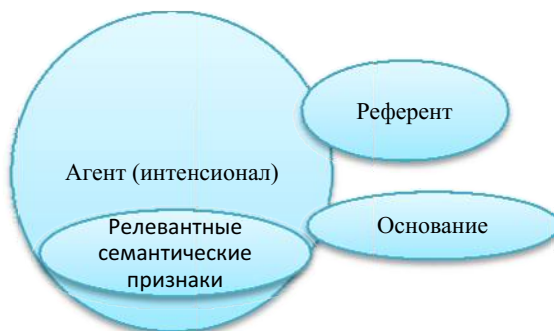 Референт
Агент (интенсионал)
Релевантные
семантические
признаки
Основание